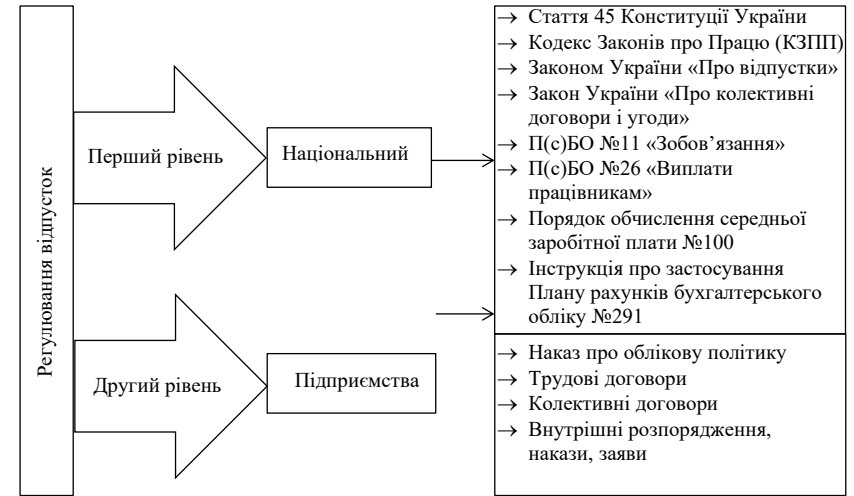 Регулювання відпусток
Перший рівень
Національний
→ Стаття 45 Конституції України
→ Кодекс Законів про Працю (КЗПП)
→ Законом України «Про відпустки»
→ Закон України «Про колективні
договори і угоди»
→ П(с)БО №11 «Зобов’язання»
→ П(с)БО №26 «Виплати
працівникам»
→ Порядок обчислення середньої
заробітної плати №100
→ Інструкція про застосування
Плану рахунків бухгалтерського
обліку №291
Другий рівень
Підприємства
→ Наказ про облікову політику
→ Трудові договори
→ Колективні договори
→ Внутрішні розпорядження,
накази, заяви